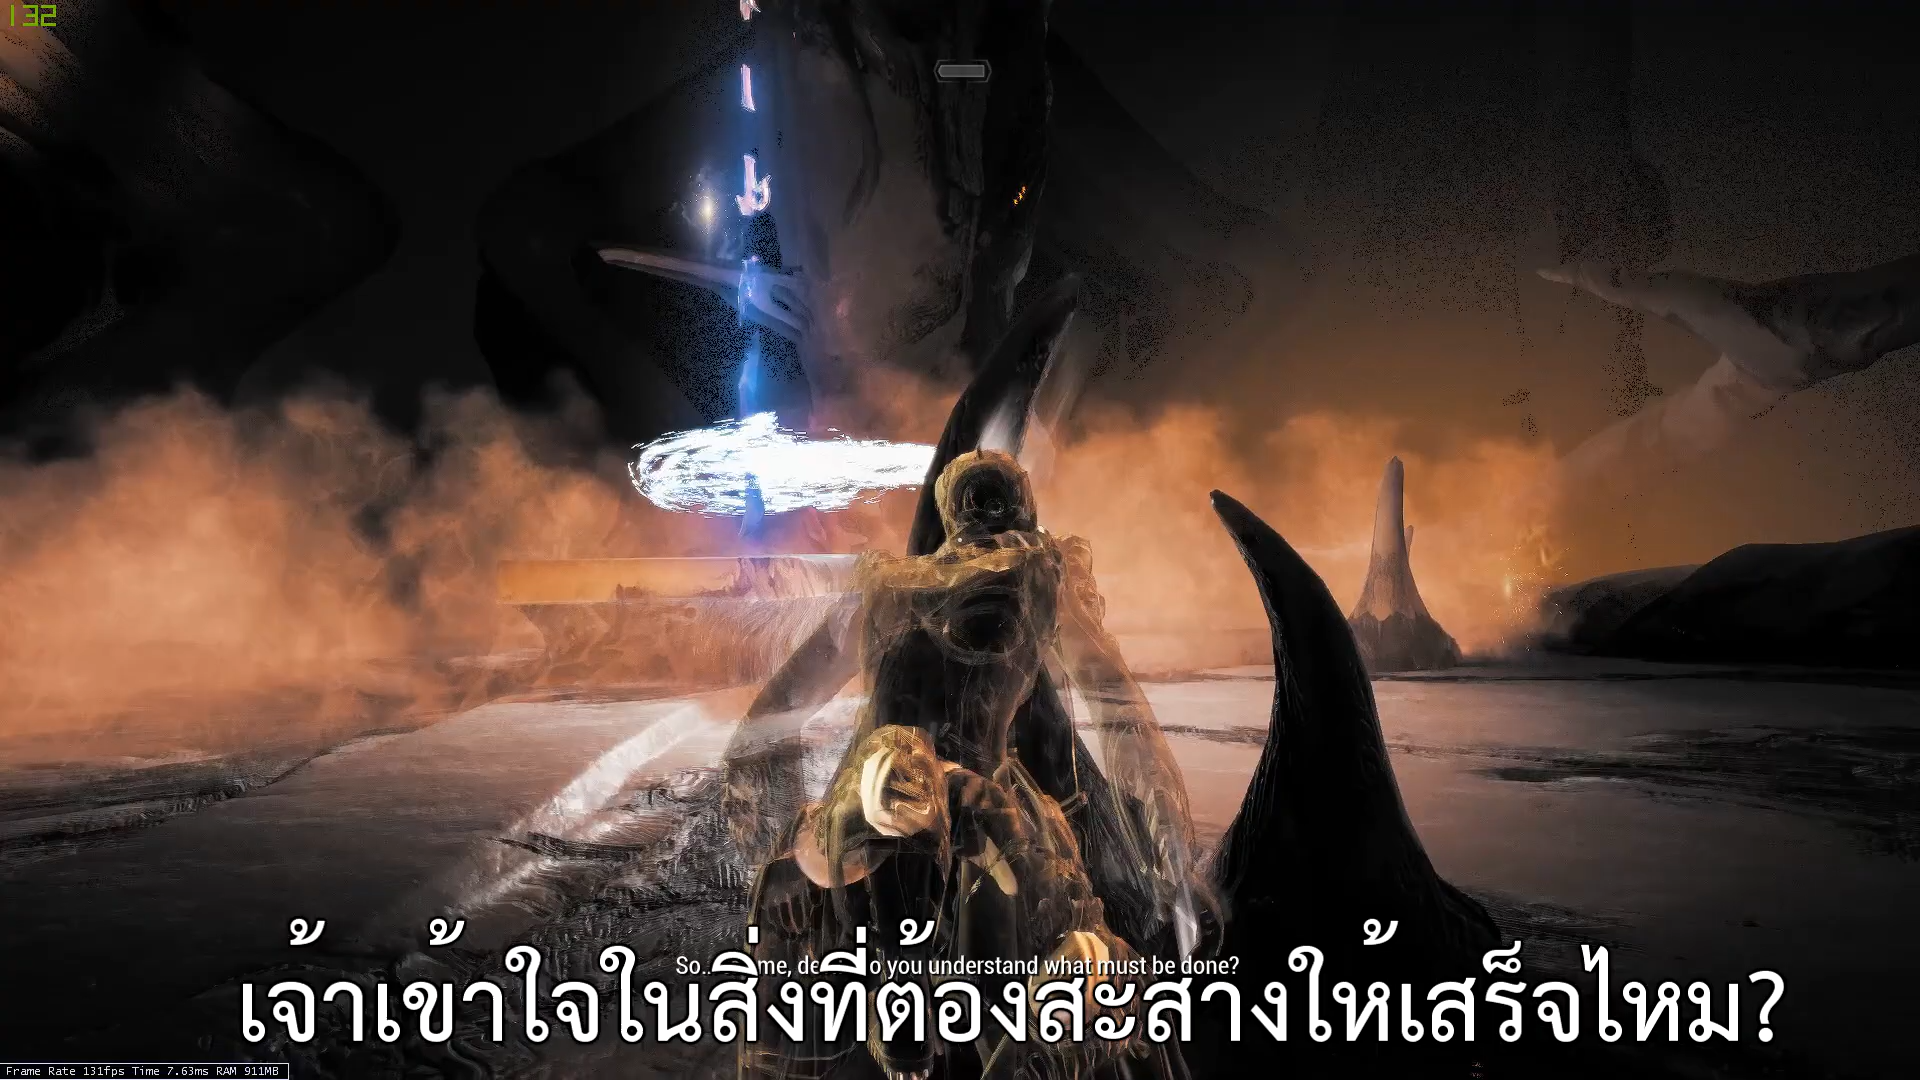 132
So... me, de o you understand what must be done?
เจ้าเข้าใจในสิ่งที่ต้องสะสางให้เสร็จไหม?
Frame Rate 131fps Time 7.63ms RAM 911MB